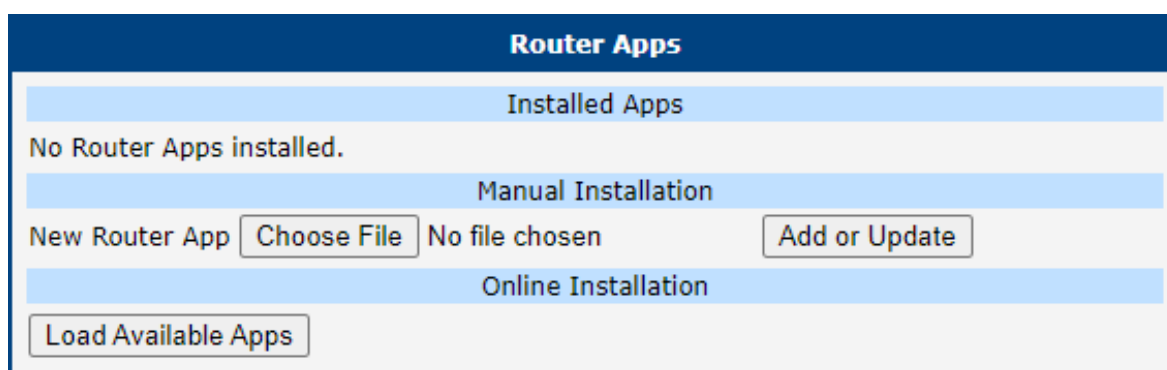 Router Apps
Installed Apps
No Router Apps installed.
Manual Installation
New Router App Choose File No file chosen Add or Update
Online Installation
Load Available Apps